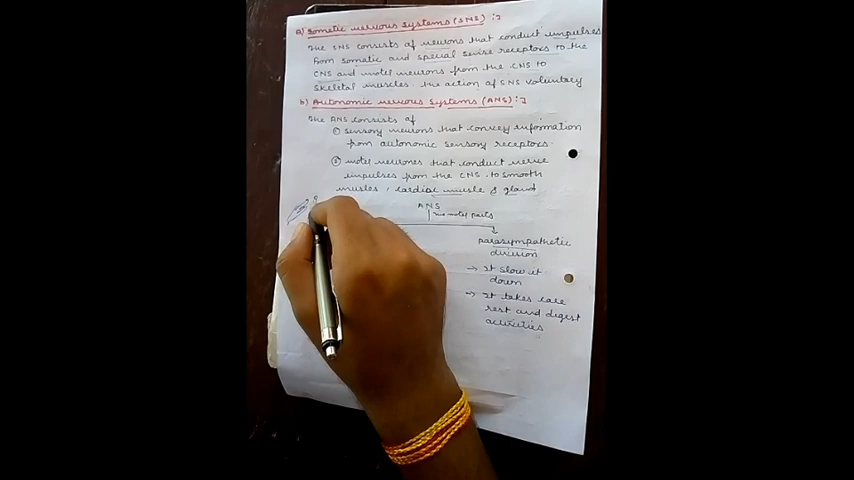 a) Somatic nervous systems (SNS) :-
The SNS consists of neurons that conduct impulses
from somatic and special sense receptors to the
CNS and motor neurons from the CNS to
skeletal muscles. the action of SNS voluntary
b) Autonomic nervous systems (ANS) :-
The ANS consists of
① sensory neurons that convey information
from autonomic sensory receptors.
② motor neurones that conduct nerve
impulses from the CNS to smooth
muscles, cardiac muscle & gland
ANS
two motor parts
parasympathetic
division
→ It slow it
down
→ It takes care
rest and digest
activities